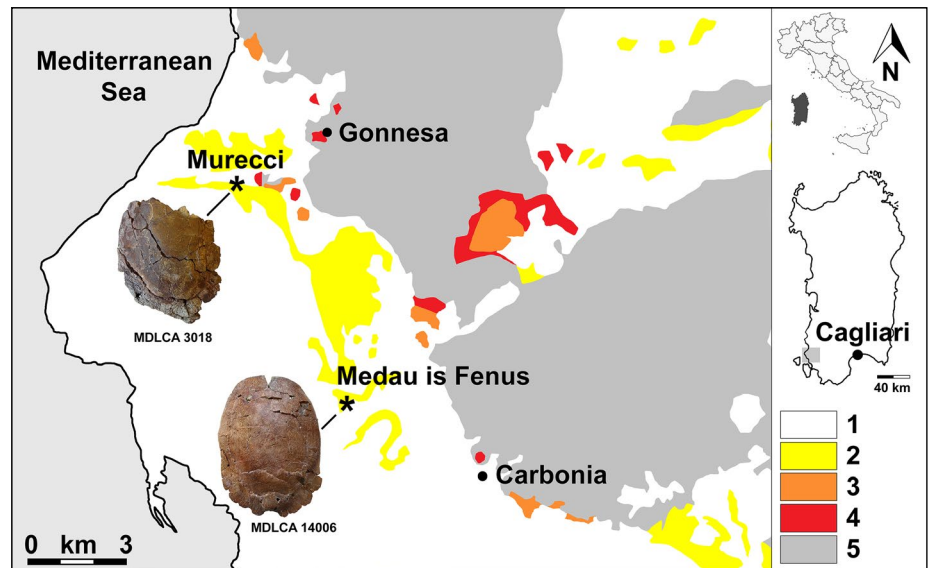 Mediterranean
Sea
Gonnesa
Murecci
MDLCA 3018
Medau is Fenus
MDLCA 14006
Carbonia
0 km 3
N
Cagliari
40 km
1
2
3
4
5